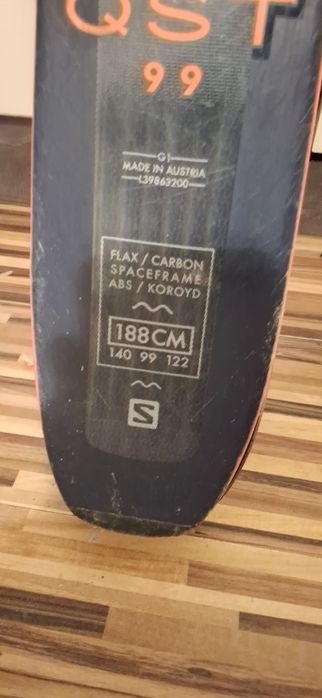 QST
99
G1
MADE IN AUSTRIA
L39863200
FLAX / CARBON
SPACEFRAME
ABS / KOROYD
188CM
140 99 122
S